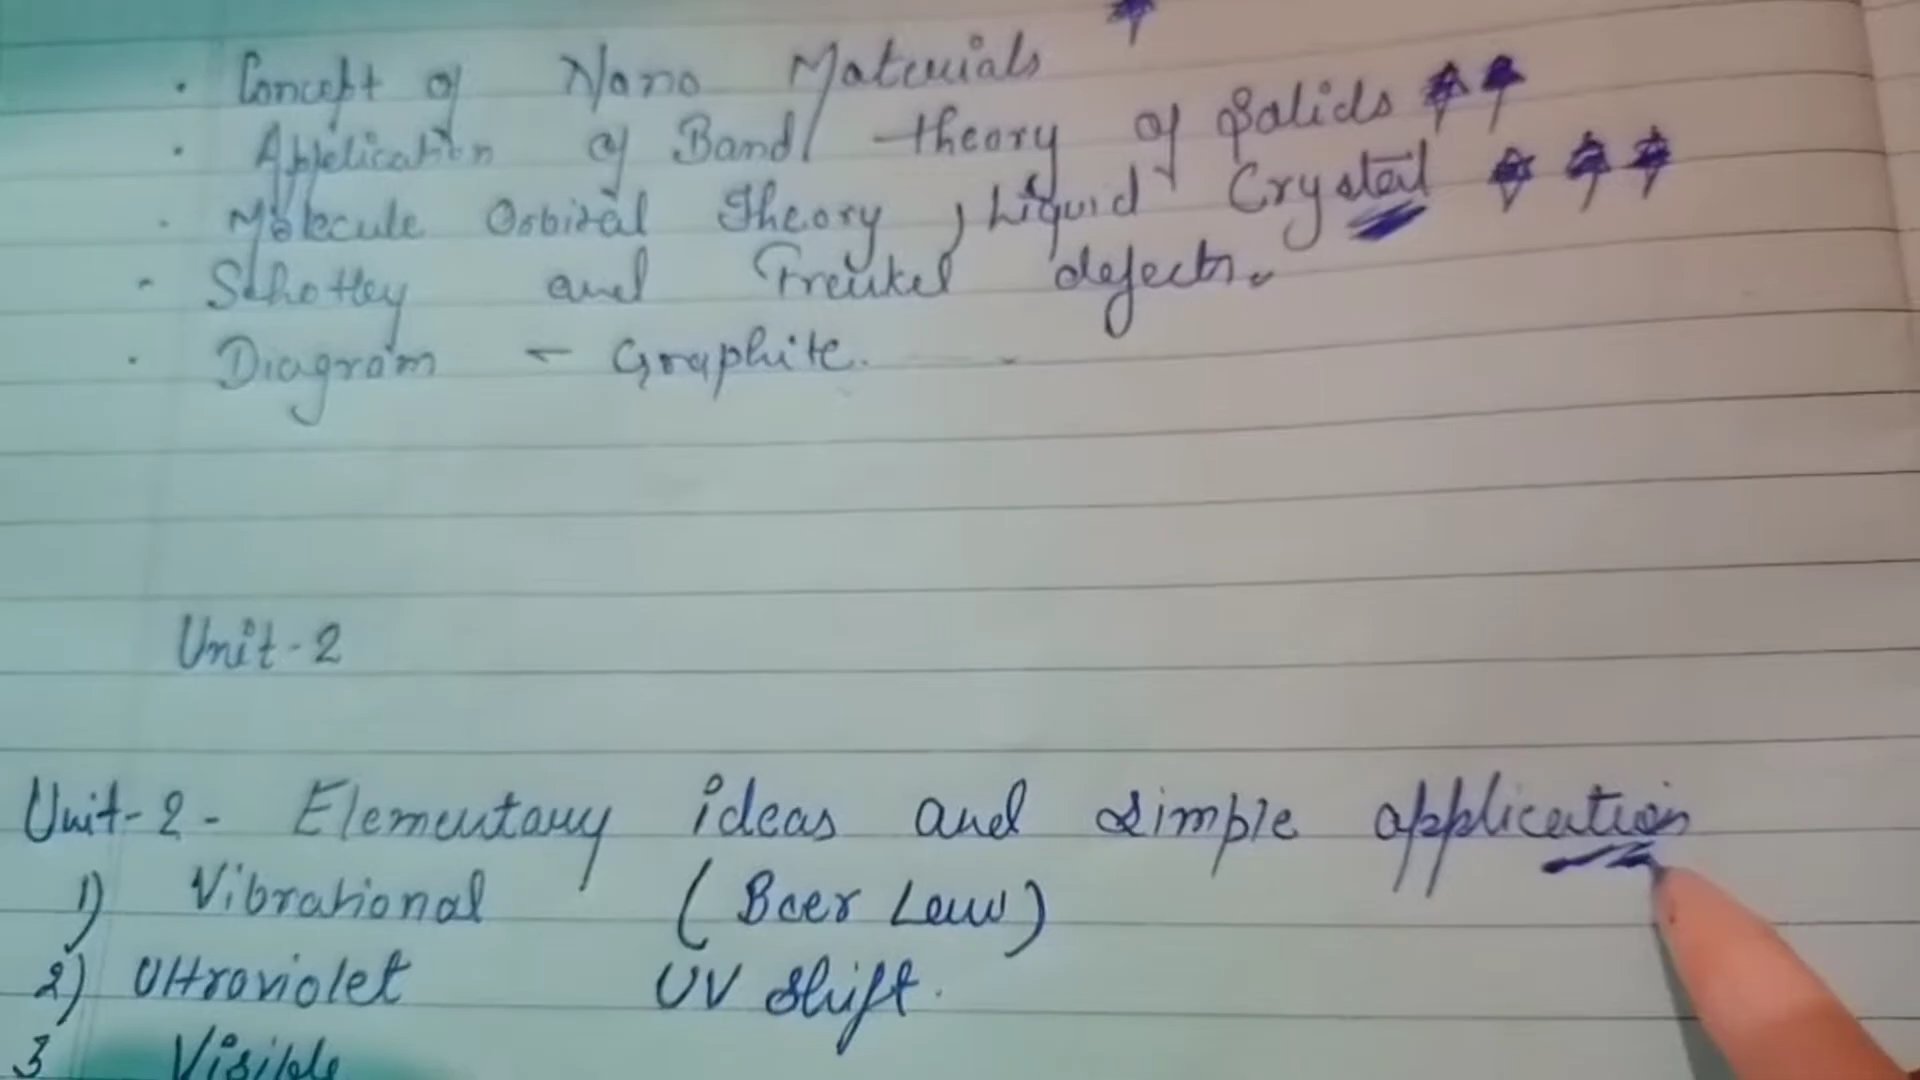 · Concept of Nano Materials
· Application of Band theory of Solids
· Molecule Orbital Theory, Liquid Crystal
- Schottey and Frenkel defects.
· Diagram - Graphite.
Unit-2
Unit-2- Elementary ideas and simple application
1) Vibrational (Beer Law)
2) Ultraviolet UV shift.
3 Visible